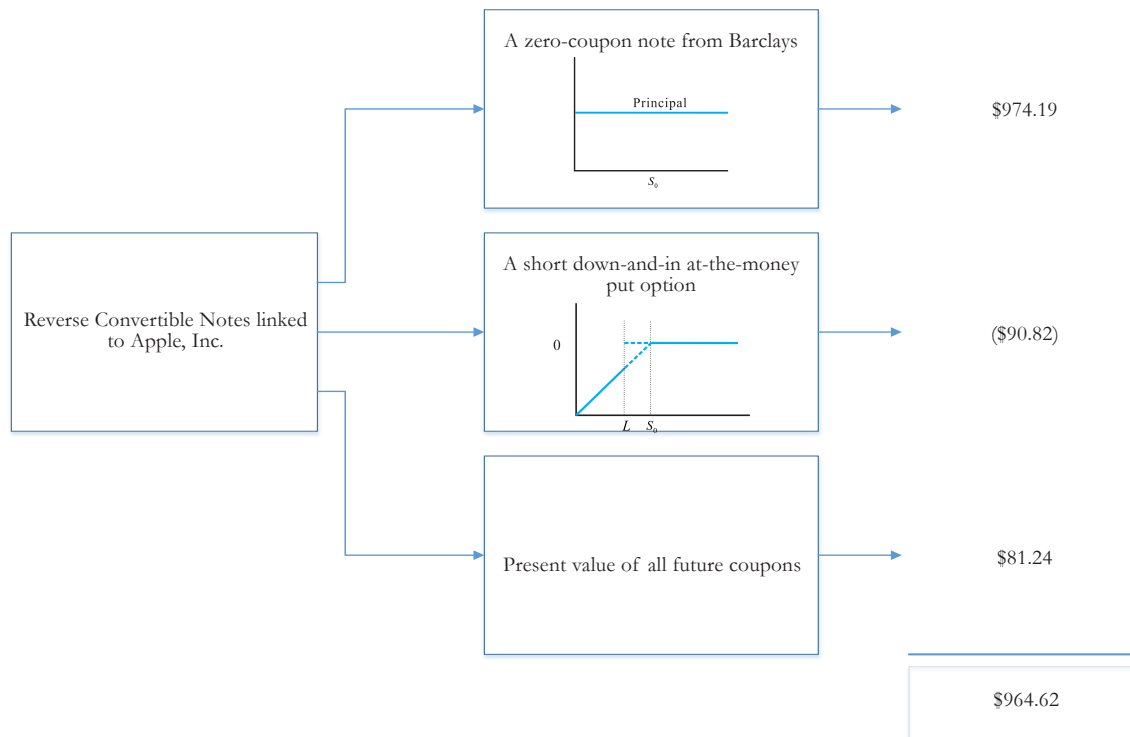 A zero-coupon note from Barclays
Principal
S₀
$974.19
Reverse Convertible Notes linked
to Apple, Inc.
A short down-and-in at-the-money
put option
0
L S₀
($90.82)
Present value of all future coupons
$81.24
$964.62